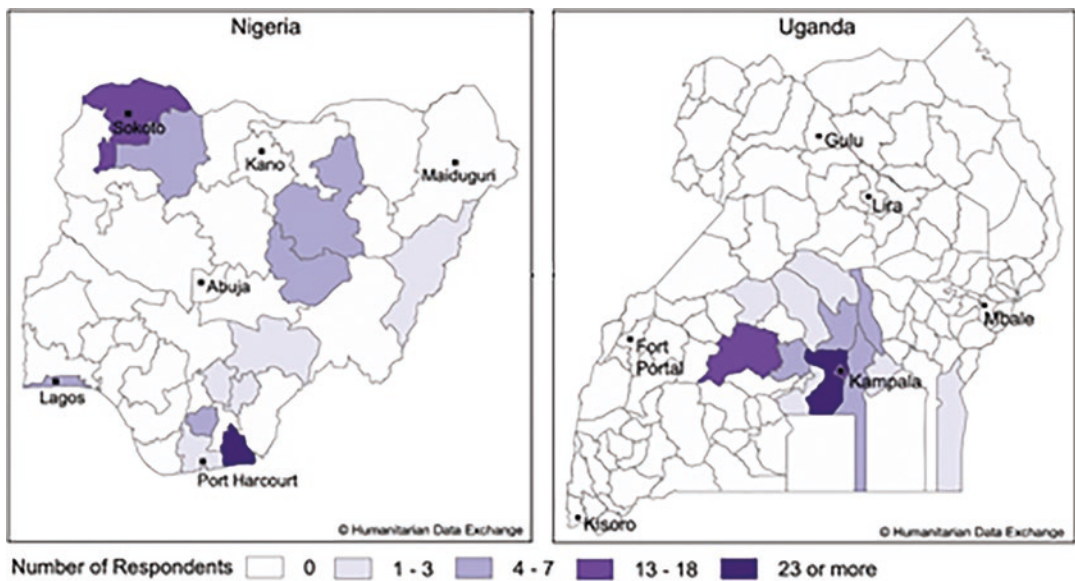 Nigeria
Sokoto
Kano
Maiduguri
Abuja
Lagos
Port Harcourt
© Humanitarian Data Exchange
Uganda
Gulu
Lira
Mbale
Fort
Portal
Kampala
Kisoro
© Humanitarian Data Exchange
Number of Respondents 0 1 - 3 4 - 7 13 - 18 23 or more